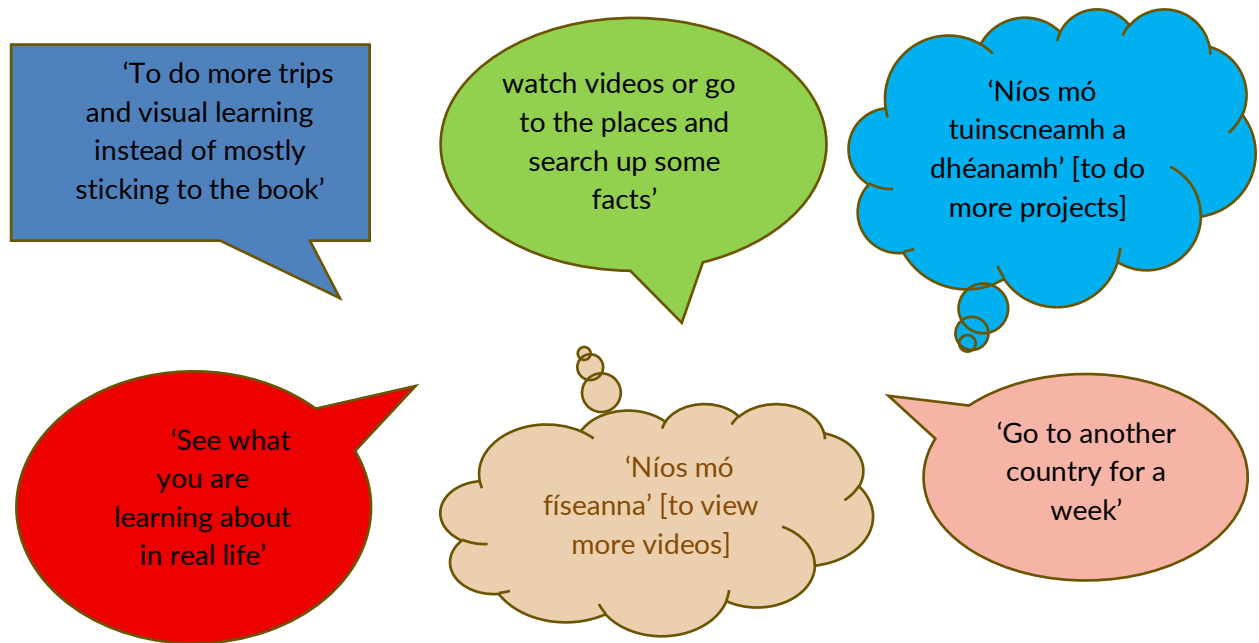 ‘To do more trips
and visual learning
instead of mostly
sticking to the book’
watch videos or go
to the places and
search up some
facts’
‘Níos mó
tuinscneamh a
dhéanamh’ [to do
more projects]
‘See what
you are
learning about
in real life’
‘Níos mó
físeanna’ [to view
more videos]
‘Go to another
country for a
week’